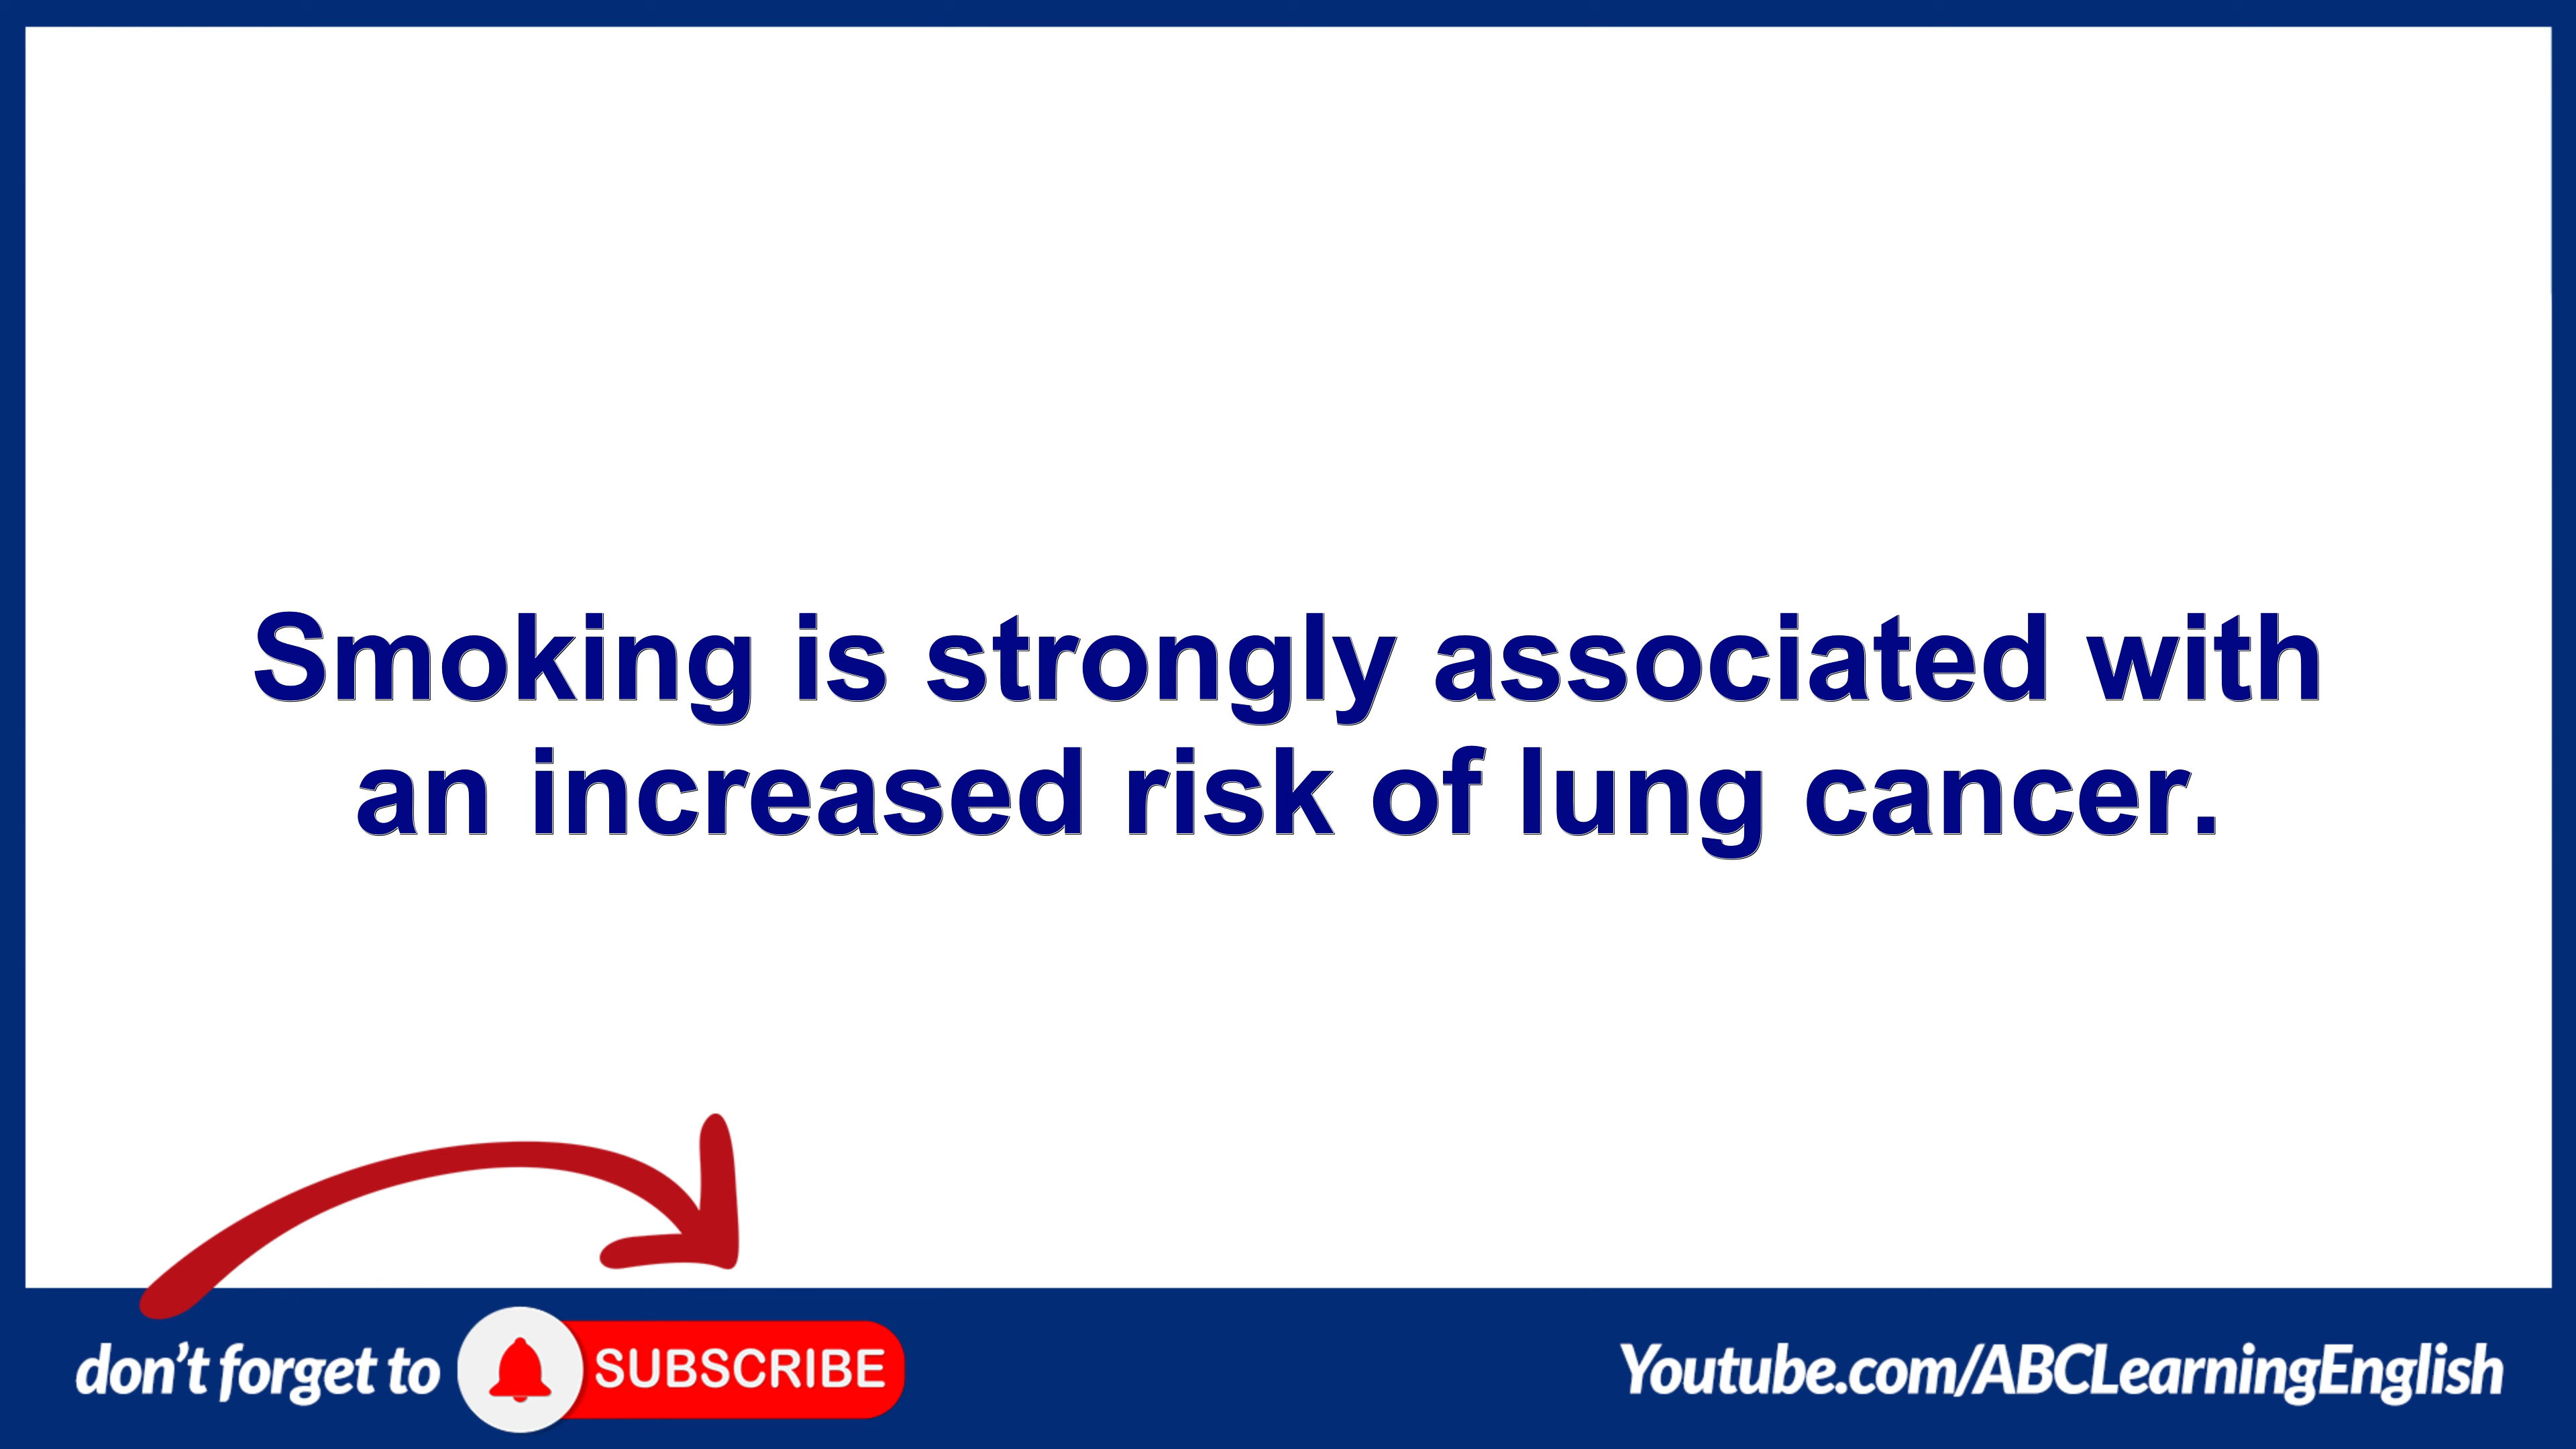 Smoking is strongly associated with
an increased risk of lung cancer.
don't forget to SUBSCRIBE
Youtube.com/ABCLearningEnglish